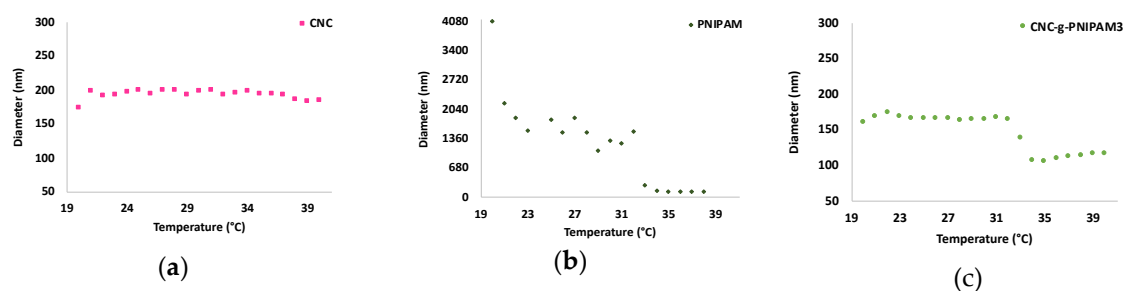 CNC
Diameter (nm)
300
250
200
150
100
50
19 24 29 34 39
Temperature (°C)
(a)
PNIPAM
Diameter (nm)
4080
3400
2720
2040
1360
680
0
19 23 27 31 35 39
Temperature (°C)
(b)
CNC-g-PNIPAM3
Diameter (nm)
300
250
200
150
100
50
19 23 27 31 35 39
Temperature (°C)
(c)